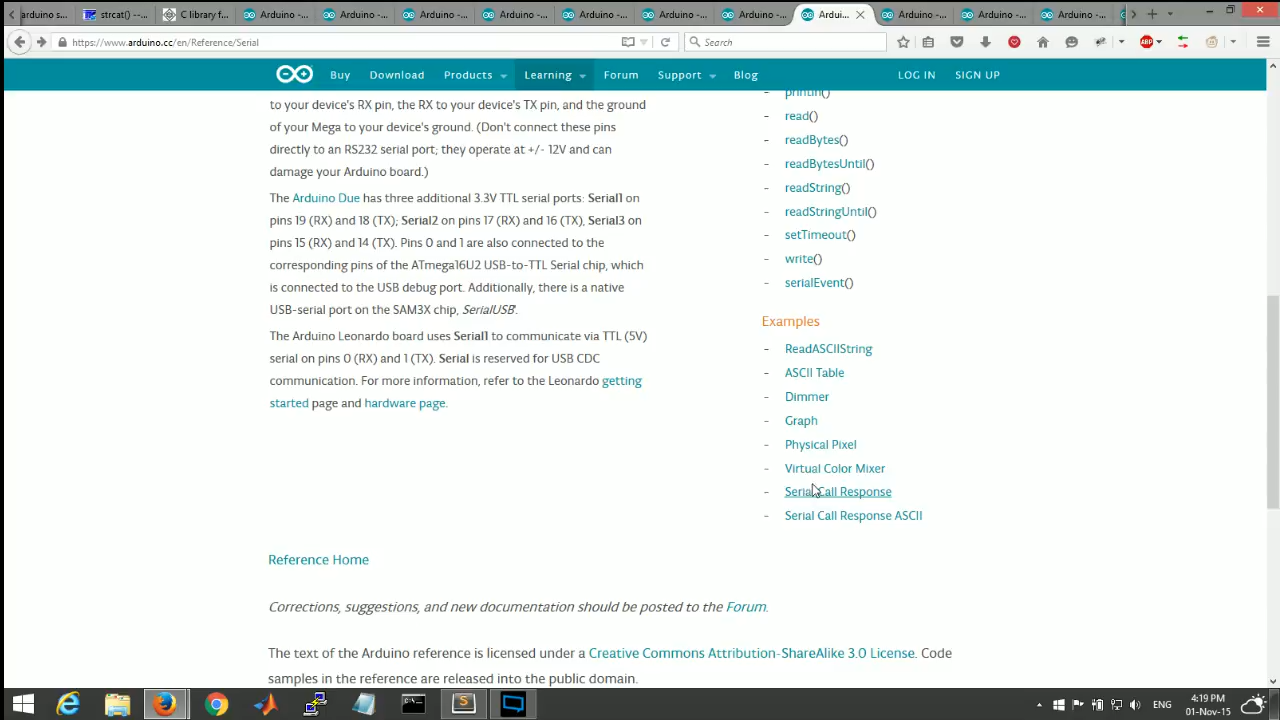 arduino s
strcat() --
C library f
Arduino -...
Arduino -...
Arduino -...
Arduino -...
Arduino -...
Arduino -...
Arduino -...
Ardui...
Arduino -...
Arduino -...
Arduino -...
https://www.arduino.cc/en/Reference/Serial
Search
ABP
Buy
Download
Products
Learning
Forum
Support
Blog
LOG IN
SIGN UP
to your device's RX pin, the RX to your device's TX pin, and the ground
of your Mega to your device's ground. (Don't connect these pins
directly to an RS232 serial port; they operate at +/- 12V and can
damage your Arduino board.)
The Arduino Due has three additional 3.3V TTL serial ports: Serial1 on
pins 19 (RX) and 18 (TX); Serial2 on pins 17 (RX) and 16 (TX), Serial3 on
pins 15 (RX) and 14 (TX). Pins 0 and 1 are also connected to the
corresponding pins of the ATmega16U2 USB-to-TTL Serial chip, which
is connected to the USB debug port. Additionally, there is a native
USB-serial port on the SAM3X chip, SerialUSB'.
The Arduino Leonardo board uses Serial1 to communicate via TTL (5V)
serial on pins 0 (RX) and 1 (TX). Serial is reserved for USB CDC
communication. For more information, refer to the Leonardo getting
started page and hardware page.
- println()
- read()
- readBytes()
- readBytesUntil()
- readString()
- readStringUntil()
- setTimeout()
- write()
- serialEvent()
Examples
- ReadASCIIString
- ASCII Table
- Dimmer
- Graph
- Physical Pixel
- Virtual Color Mixer
- Serial Call Response
- Serial Call Response ASCII
Reference Home
Corrections, suggestions, and new documentation should be posted to the Forum.
The text of the Arduino reference is licensed under a Creative Commons Attribution-ShareAlike 3.0 License. Code
samples in the reference are released into the public domain.
ENG
4:19 PM
01-Nov-15